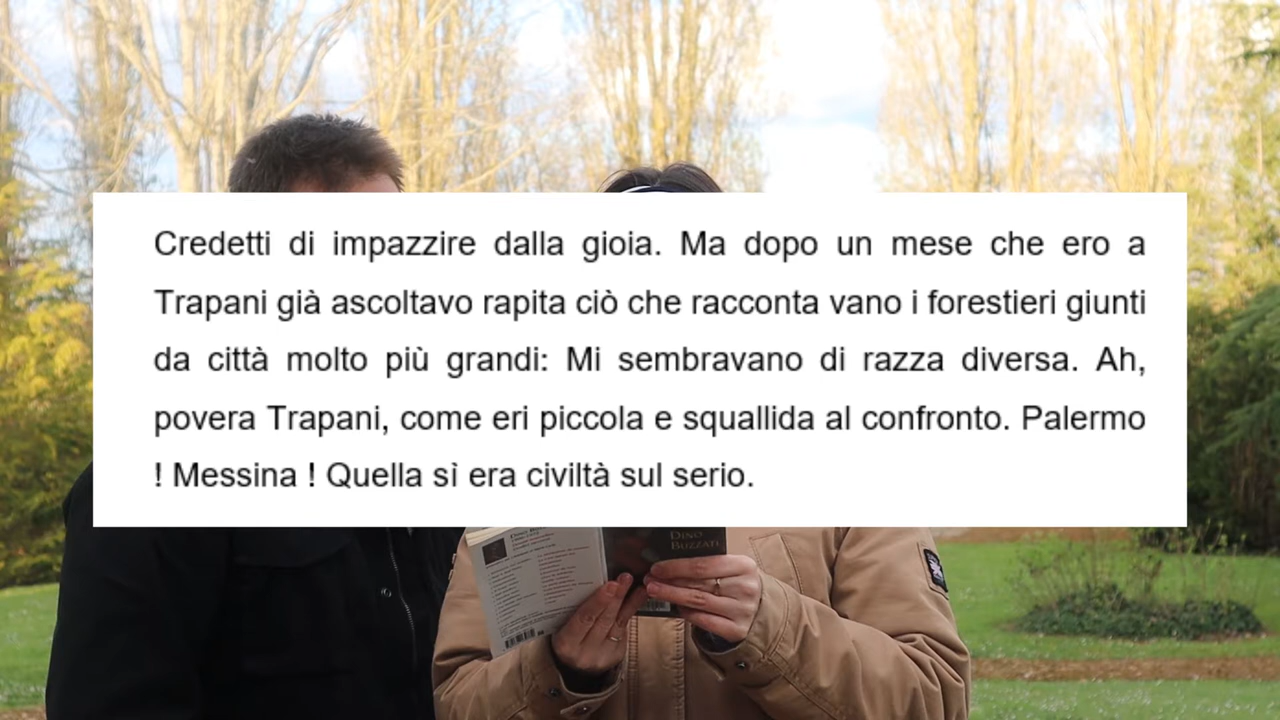 Credetti di impazzire dalla gioia. Ma dopo un mese che ero a
Trapani già ascoltavo rapita ciò che racconta vano i forestieri giunti
da città molto più grandi: Mi sembravano di razza diversa. Ah,
povera Trapani, come eri piccola e squallida al confronto. Palermo
! Messina ! Quella sì era civiltà sul serio.
DINO
BUZZATI